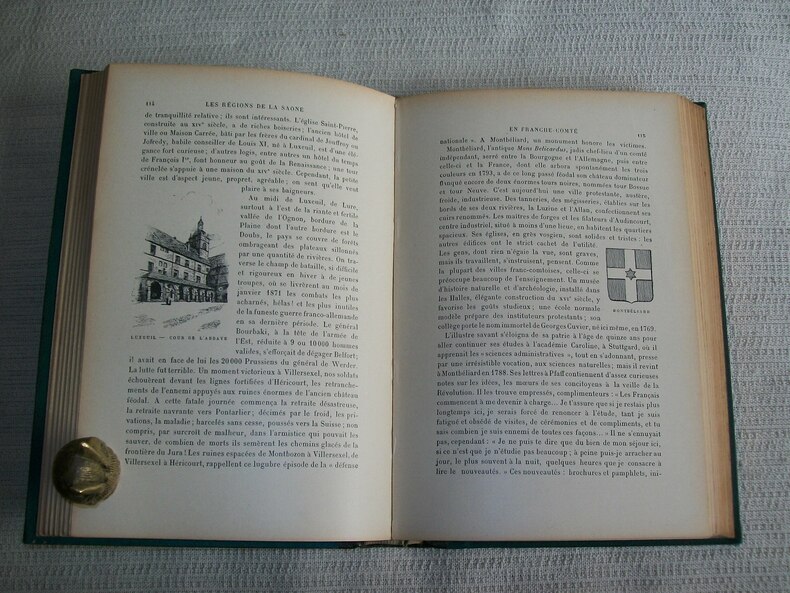 114
LES RÉGIONS DE LA SAONE
de tranquillité relative; ils sont intéressants. L'église Saint-Pierre,
construite au XIVe siècle, a de riches boiseries; l'ancien hôtel de
ville ou Maison Carrée, bâti par les frères du cardinal de Jouffroy ou
Jofredy, habile conseiller de Louis XI, né à Luxeuil, est d'une élé-
gance fort curieuse; d'autres logis, entre autres un hôtel du temps
de François Ier, font honneur au goût de la Renaissance; une tour
crénelée s'appuie à une maison du XIVe siècle. Cependant, la petite
ville est d'aspect jeune, propret, agréable; on sent qu'elle veut
plaire à ses baigneurs.
Au midi de Luxeuil, de Lure,
surtout à l'est de la riante et fertile
vallée de l'Ognon, bordure de la
Plaine dont l'autre bordure est le
Doubs, le pays se couvre de forêts
ombrageant des plateaux sillonnés
par une quantité de rivières. On tra-
verse le champ de bataille, si difficile
et rigoureux en hiver à de jeunes
troupes, où se livrèrent au mois de
janvier 1871 les combats les plus
acharnés, hélas! et les plus inutiles
de la funeste guerre franco-allemande
en sa dernière période. Le général
Bourbaki, à la tête de l'armée de
l'Est, réduite à 9 ou 10000 hommes
valides, s'efforçait de dégager Belfort;
LUXEUIL — COUR DE L'ABBAYE
il avait en face de lui les 20000 Prussiens du général de Werder.
La lutte fut terrible. Un moment victorieux à Villersexel, nos soldats
échouèrent devant les lignes fortifiées d'Héricourt, les retranche-
ments de l'ennemi appuyés aux ruines énormes de l'ancien château
féodal. A cette fatale journée commença la retraite désastreuse,
la retraite navrante vers Pontarlier; décimés par le froid, les pri-
vations, la maladie; harcelés sans cesse, poussés vers la Suisse; non
compris, par surcroît de malheur, dans l'armistice qui pouvait les
sauver, de combien de morts ils semèrent les chemins glacés de la
frontière du Jura! Les ruines espacées de Montbozon à Villersexel, de
Villersexel à Héricourt, rappellent ce lugubre épisode de la « défense
EN FRANCHE-COMTÉ
115
nationale ». A Montbéliard, un monument honore les victimes.
Montbéliard, l'antique Mons Belicardus, jadis chef-lieu d'un comté
indépendant, serré entre la Bourgogne et l'Allemagne, puis entre
celle-ci et la France, dont elle arbora spontanément les trois
couleurs en 1793, a de ce long passé féodal son château dominateur
flanqué encore de deux énormes tours noires, nommées tour Bossue
et tour Neuve. C'est aujourd'hui une ville protestante, austère,
froide, industrieuse. Des tanneries, des mégisseries, établies sur les
bords de ses deux rivières, la Luzine et l'Allan, confectionnent ses
cuirs renommés. Les maîtres de forges et les filateurs d'Audincourt,
centre industriel, situé à moins d'une lieue, en habitent les quartiers
spacieux. Ses églises, en grès vosgien, sont solides et tristes: les
autres édifices ont le strict cachet de l'utilité.
Les gens, dont rien n'égaie la vue, sont graves,
mais ils travaillent, s'instruisent, pensent. Comme
la plupart des villes franc-comtoises, celle-ci se
préoccupe beaucoup de l'enseignement. Un musée
d'histoire naturelle et d'archéologie, installé dans
les Halles, élégante construction du XVIe siècle, y
favorise les goûts studieux; une école normale
modèle prépare des instituteurs protestants; son
MONTBÉLIARD
collège porte le nom immortel de Georges Cuvier, né ici même, en 1769.
L'illustre savant s'éloigna de sa patrie à l'âge de quinze ans pour
aller continuer ses études à l'académie Caroline, à Stuttgard, où il
apprenait les « sciences administratives », tout en s'adonnant, poussé
par une irrésistible vocation, aux sciences naturelles; mais il revint
à Montbéliard en 1788. Ses lettres à Pfaff contiennent d'assez curieuses
notes sur les idées, les mœurs de ses concitoyens à la veille de la
Révolution. Il les trouve empressés, complimenteurs: « Les Français
commencent à me devenir à charge... Je t'assure que si je restais plus
longtemps ici, je serais forcé de renoncer à l'étude, tant je suis
fatigué et obsédé de visites, de cérémonies et de compliments, et tu
sais combien je suis ennemi de toutes ces façons... » Il ne s'ennuyait
pas, cependant: « Je ne puis te dire que du bien de mon séjour ici,
si ce n'est que je n'étudie pas beaucoup; à peine puis-je arracher au
jour, le plus souvent à la nuit, quelques heures que je consacre à
lire le nouveautés. » Ces nouveautés: brochures et pamphlets, ini-